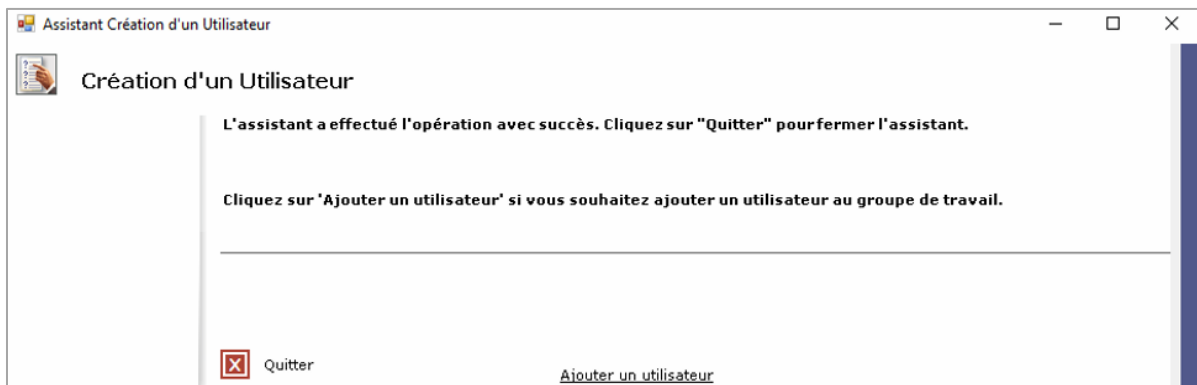 Assistant Création d'un Utilisateur
Création d'un Utilisateur
L'assistant a effectué l'opération avec succès. Cliquez sur "Quitter" pour fermer l'assistant.
Cliquez sur 'Ajouter un utilisateur' si vous souhaitez ajouter un utilisateur au groupe de travail.
Quitter
Ajouter un utilisateur